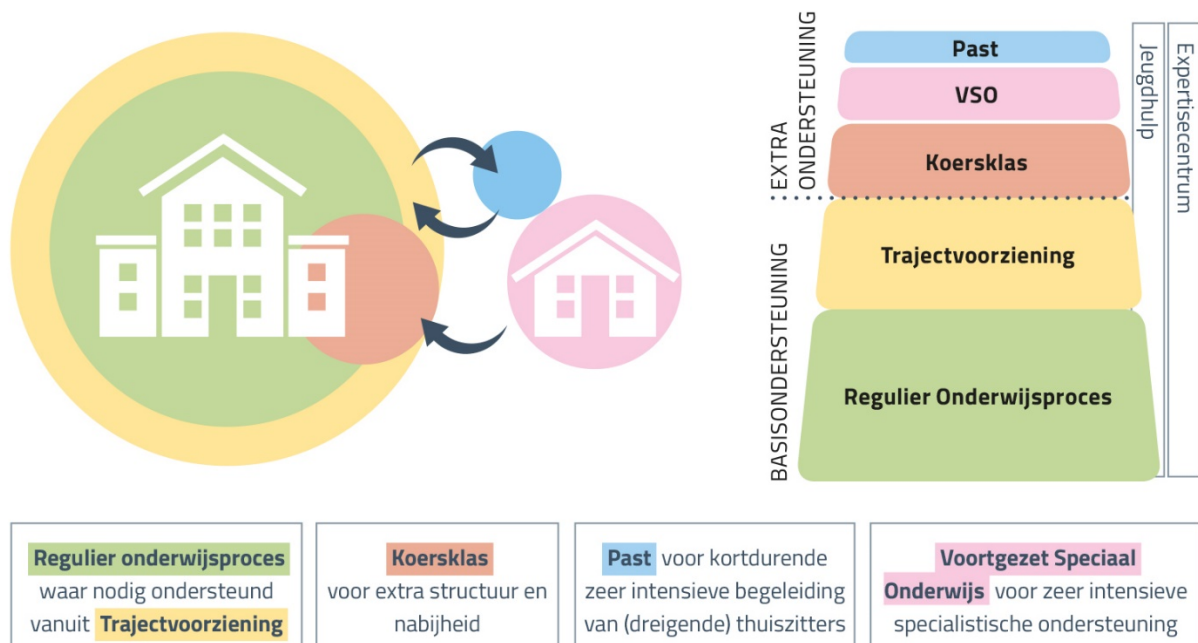 EXTRA
ONDERSTEUNING
BASISONDERSTEUNING
Past
VSO
Koersklas
Trajectvoorziening
Regulier Onderwijsproces
Jeugdhulp
Expertisecentrum
Regulier onderwijsproces
waar nodig ondersteund
vanuit Trajectvoorziening
Koersklas
voor extra structuur en
nabijheid
Past voor kortdurende
zeer intensieve begeleiding
van (dreigende) thuiszitters
Voortgezet Speciaal
Onderwijs voor zeer intensieve
specialistische ondersteuning